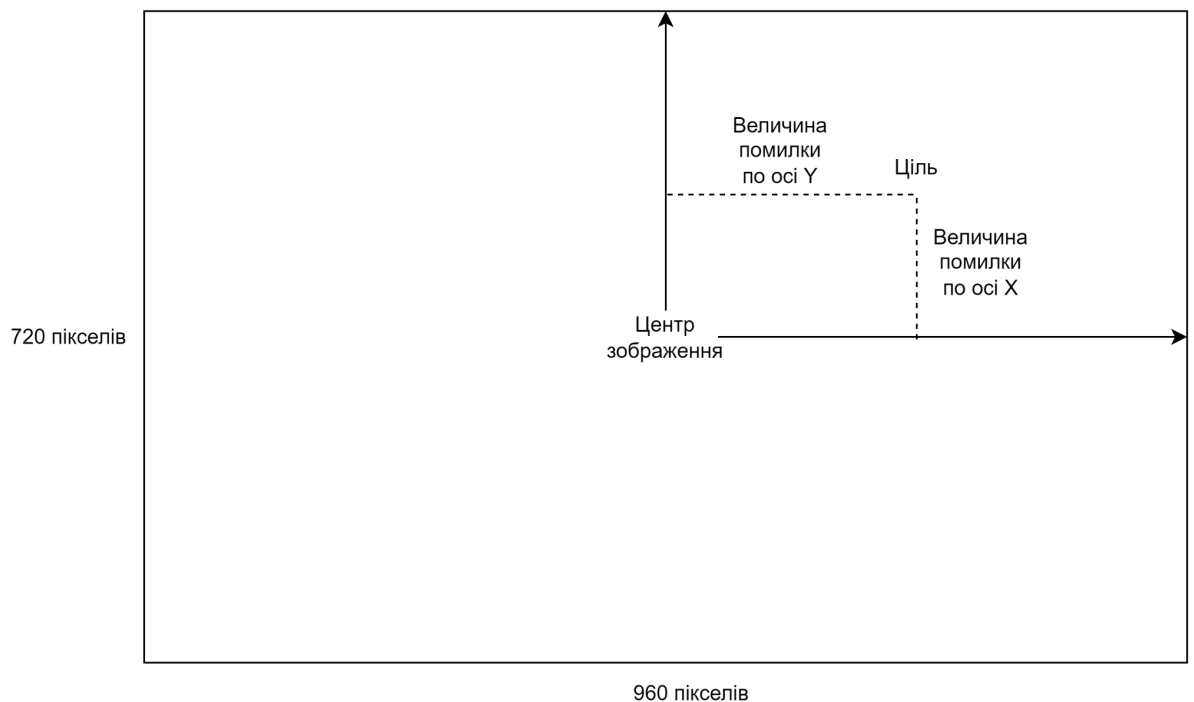 Величина
помилки
по осі Y
Ціль
Величина
помилки
по осі X
Центр
зображення
720 пікселів
960 пікселів